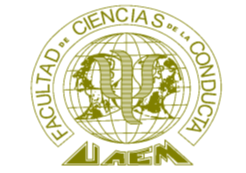 FACULTAD DE CIENCIAS DE LA CONDUCTA
Ψ
UAEM